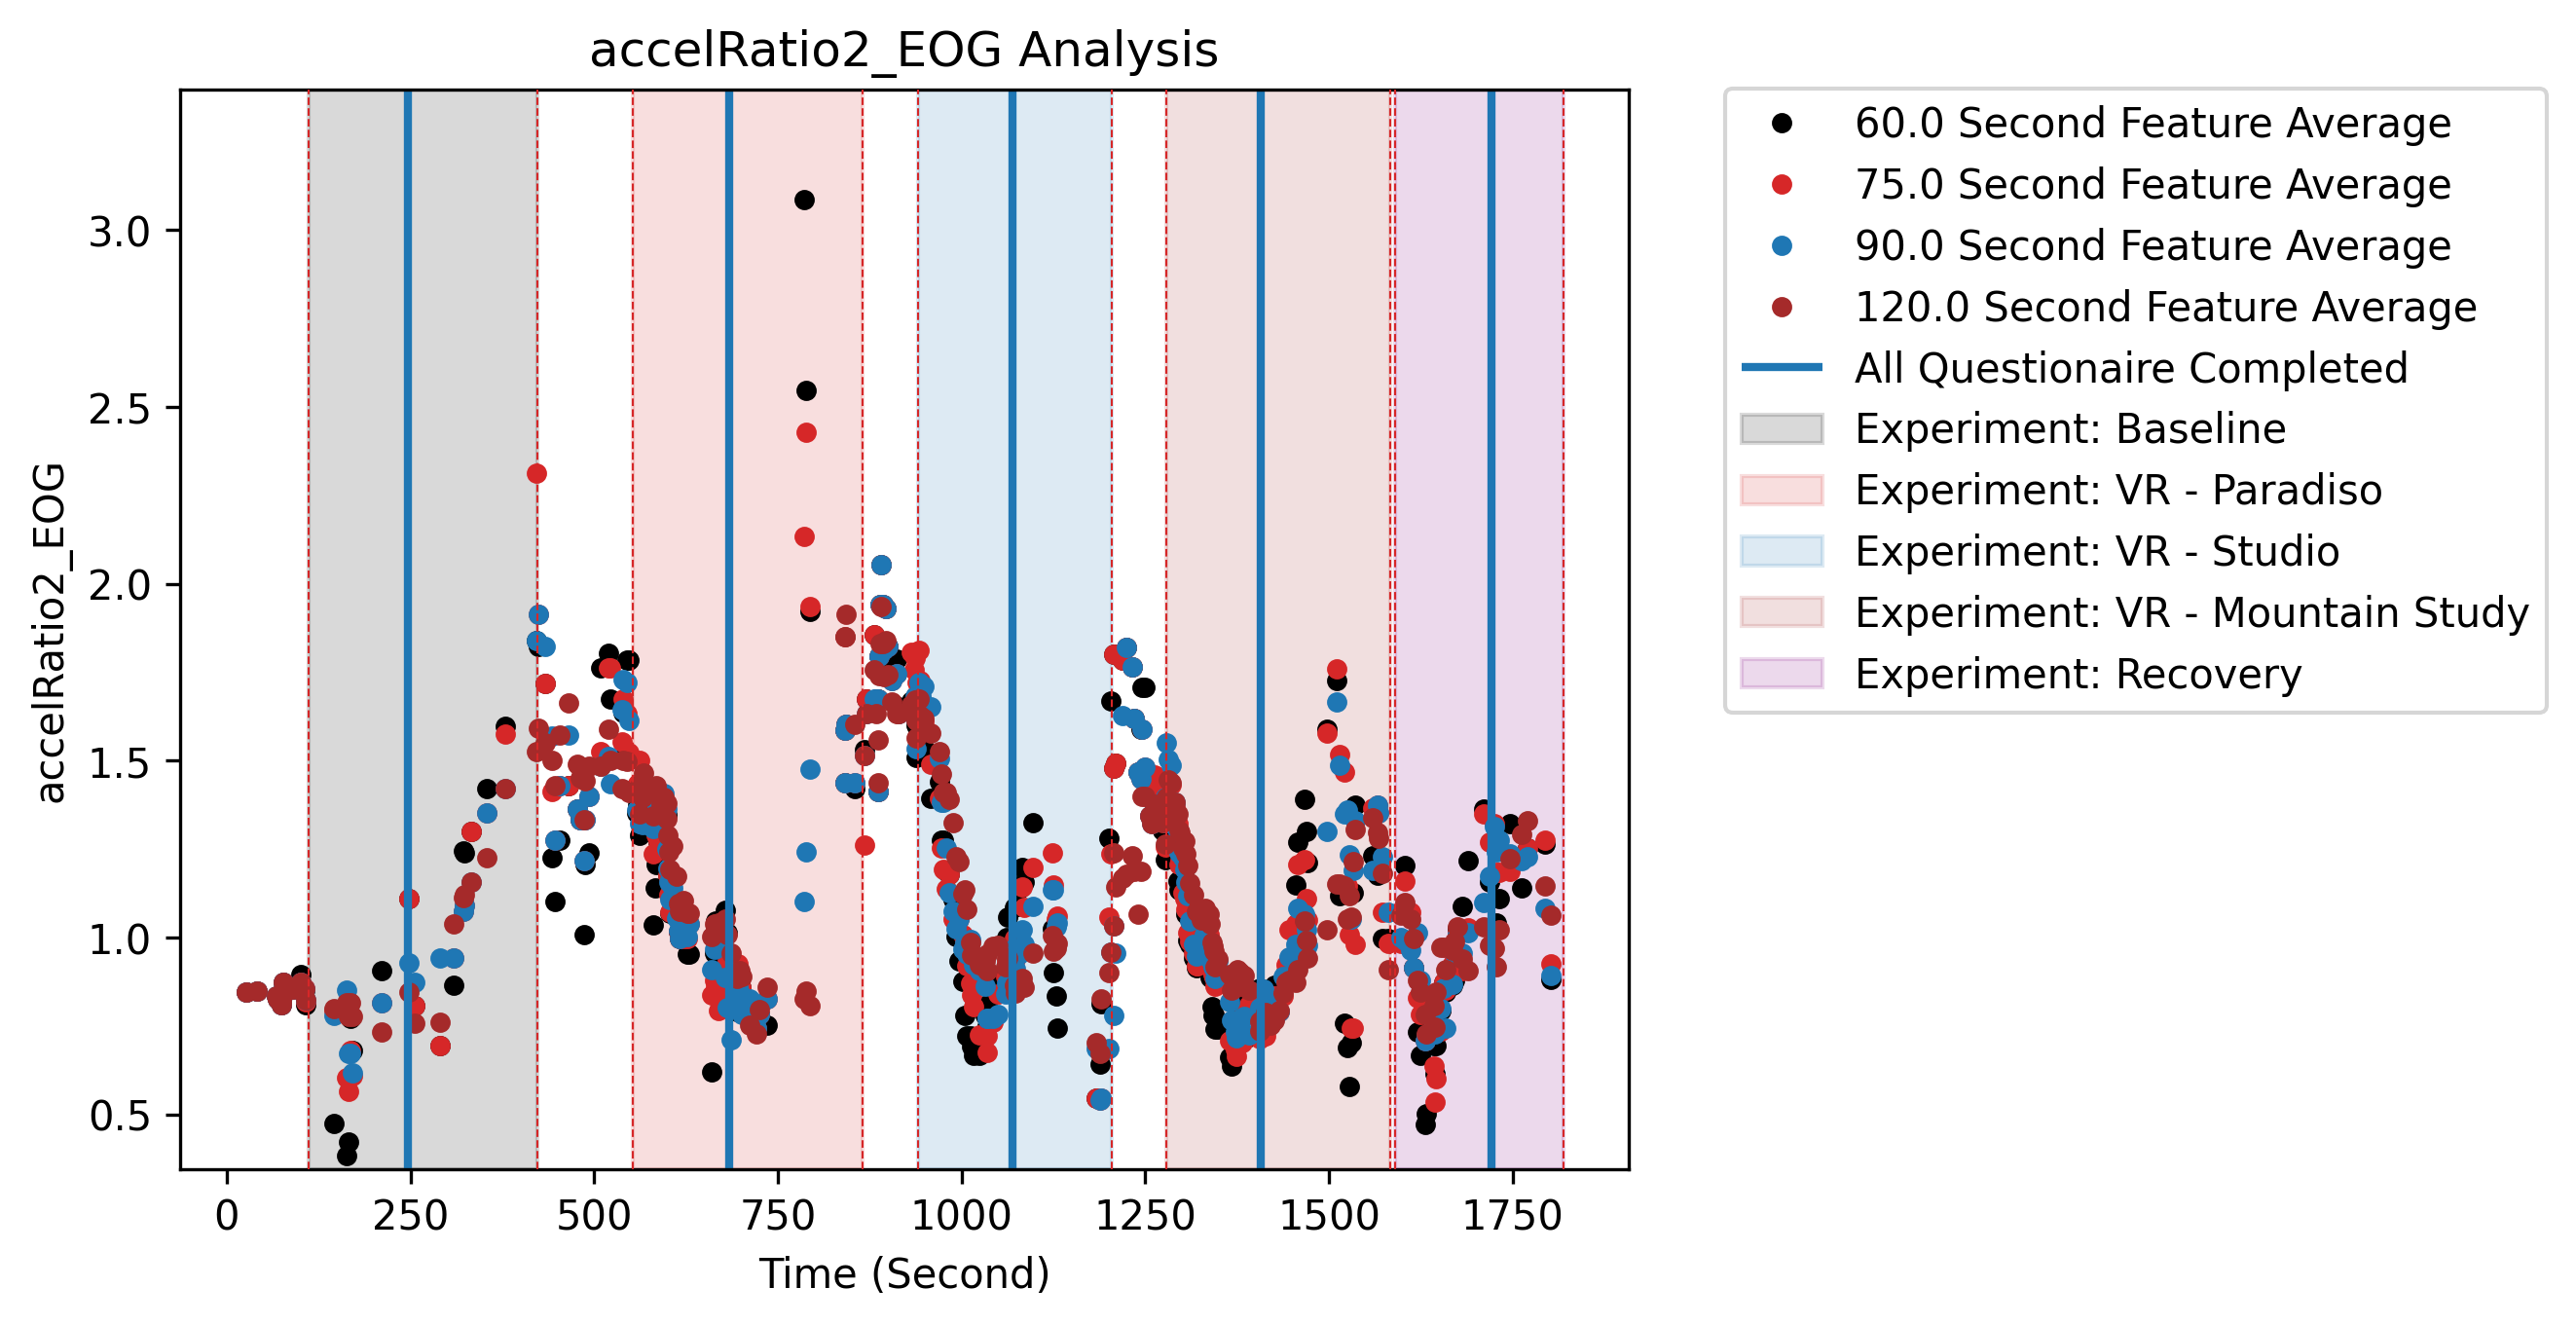 accelRatio2_EOG Analysis
accelRatio2_EOG
3.0
2.5
2.0
1.5
1.0
0.5
0 250 500 750 1000 1250 1500 1750
Time (Second)
60.0 Second Feature Average
75.0 Second Feature Average
90.0 Second Feature Average
120.0 Second Feature Average
All Questionaire Completed
Experiment: Baseline
Experiment: VR - Paradiso
Experiment: VR - Studio
Experiment: VR - Mountain Study
Experiment: Recovery